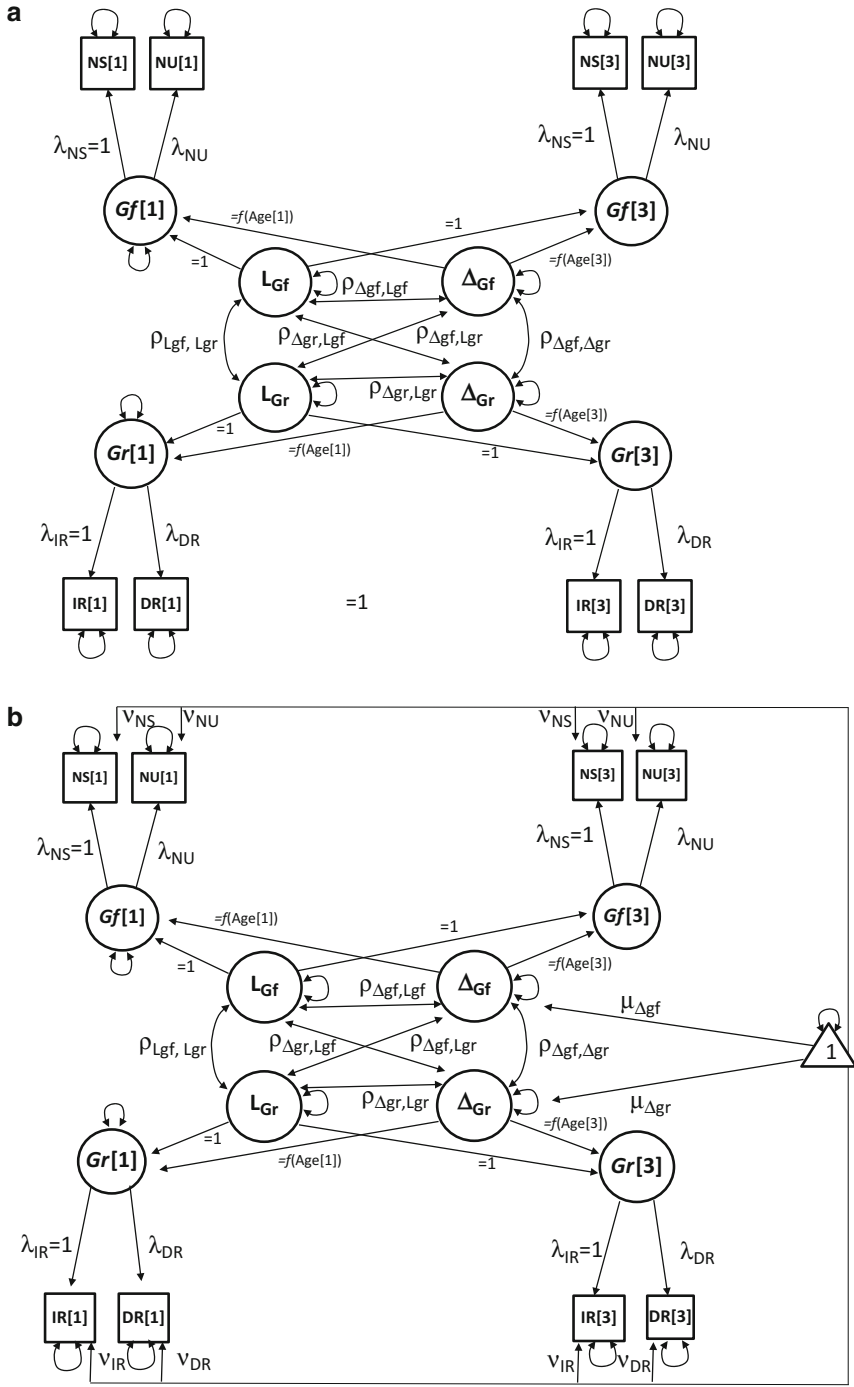 a
NS[1] NU[1] NS[3] NU[3]
λNS=1 λNU λNS=1 λNU
Gf[1] Gf[3]
=f(Age[1]) =1
=1 =f(Age[3])
LGf ΔGf
ρΔgf,Lgf
ρLgf, Lgr ρΔgr,Lgf ρΔgf,Lgr ρΔgf,Δgr
LGr ΔGr
ρΔgr,Lgr
=1 =f(Age[3])
=f(Age[1]) =1
Gr[1] Gr[3]
λIR=1 λDR λIR=1 λDR
IR[1] DR[1] =1 IR[3] DR[3]
b
νNS νNU νNS νNU
NS[1] NU[1] NS[3] NU[3]
λNS=1 λNU λNS=1 λNU
Gf[1] Gf[3]
=f(Age[1]) =1
=1 =f(Age[3])
LGf ΔGf
ρΔgf,Lgf μΔgf
ρLgf, Lgr ρΔgr,Lgf ρΔgf,Lgr ρΔgf,Δgr 1
LGr ΔGr
ρΔgr,Lgr μΔgr
=1 =f(Age[3])
=f(Age[1]) =1
Gr[1] Gr[3]
λIR=1 λDR λIR=1 λDR
IR[1] DR[1] IR[3] DR[3]
νIR νDR νIR νDR